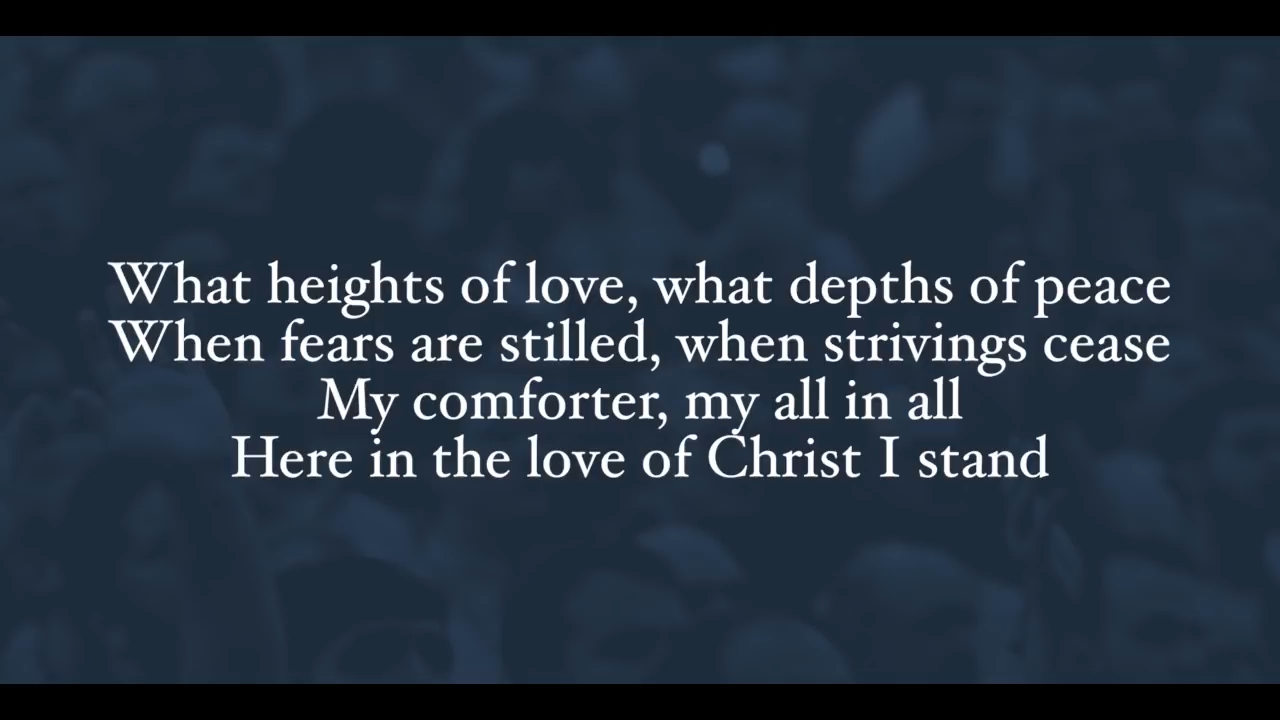 What heights of love, what depths of peace
When fears are stilled, when strivings cease
My comforter, my all in all
Here in the love of Christ I stand